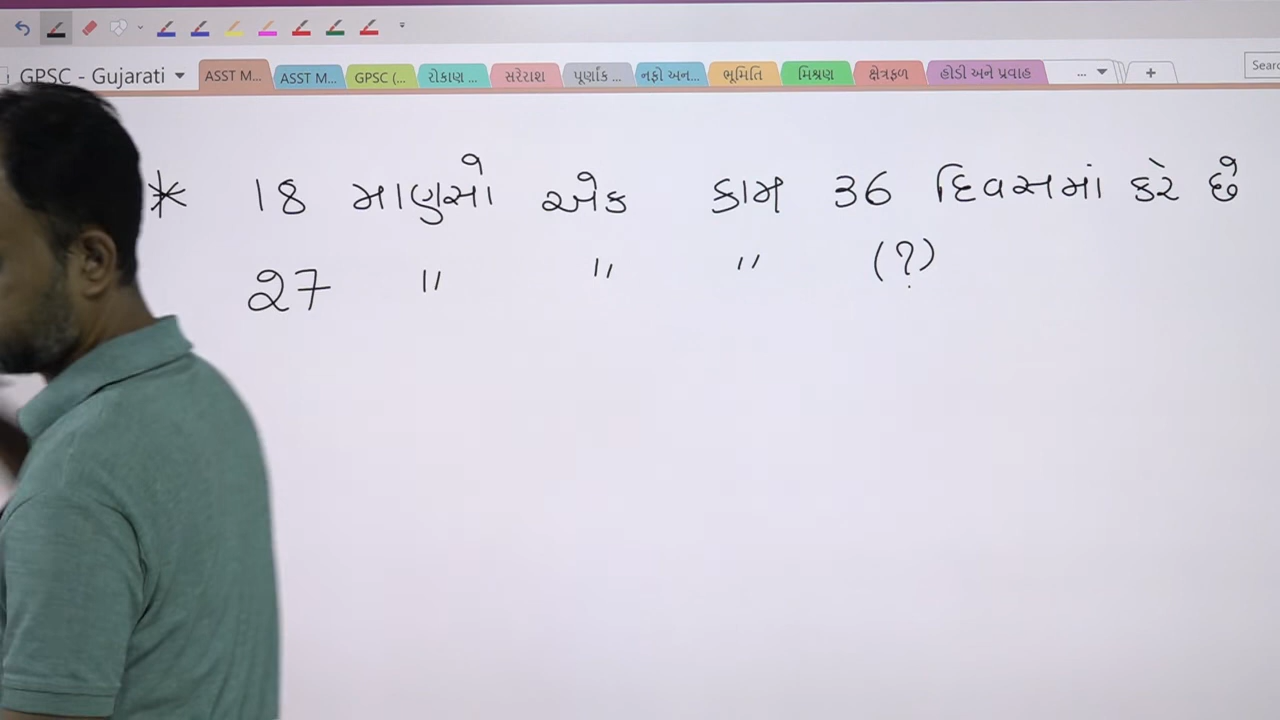 GPSC - Gujarati ASST M... ASST M... GPSC (... રોકાણ ... સરેરાશ પૂર્ણાંક ... નફો અન... ભૂમિતિ મિશ્રણ ક્ષેત્રફળ હોડી અને પ્રવાહ ... + Searc
* 18 માણસો એક કામ 36 દિવસમાં કરે છે
27 " " " (?)